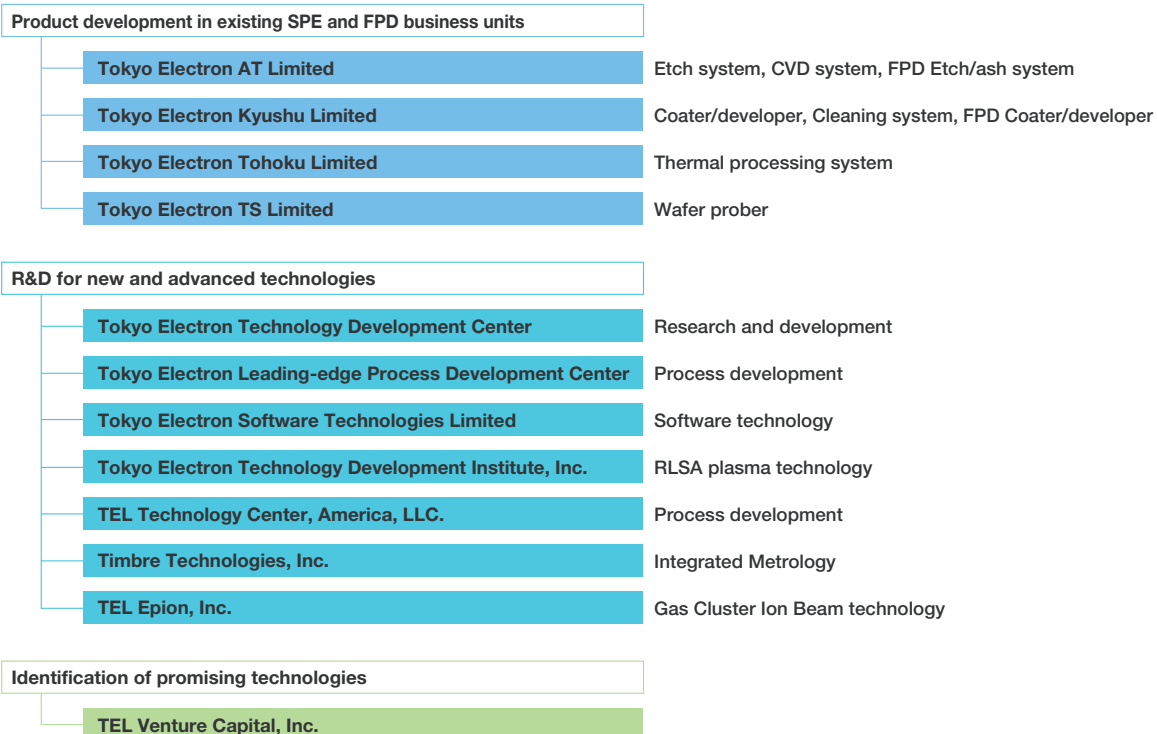 Product development in existing SPE and FPD business units
Tokyo Electron AT Limited Etch system, CVD system, FPD Etch/ash system
Tokyo Electron Kyushu Limited Coater/developer, Cleaning system, FPD Coater/developer
Tokyo Electron Tohoku Limited Thermal processing system
Tokyo Electron TS Limited Wafer prober
R&D for new and advanced technologies
Tokyo Electron Technology Development Center Research and development
Tokyo Electron Leading-edge Process Development Center Process development
Tokyo Electron Software Technologies Limited Software technology
Tokyo Electron Technology Development Institute, Inc. RLSA plasma technology
TEL Technology Center, America, LLC. Process development
Timbre Technologies, Inc. Integrated Metrology
TEL Epion, Inc. Gas Cluster Ion Beam technology
Identification of promising technologies
TEL Venture Capital, Inc.